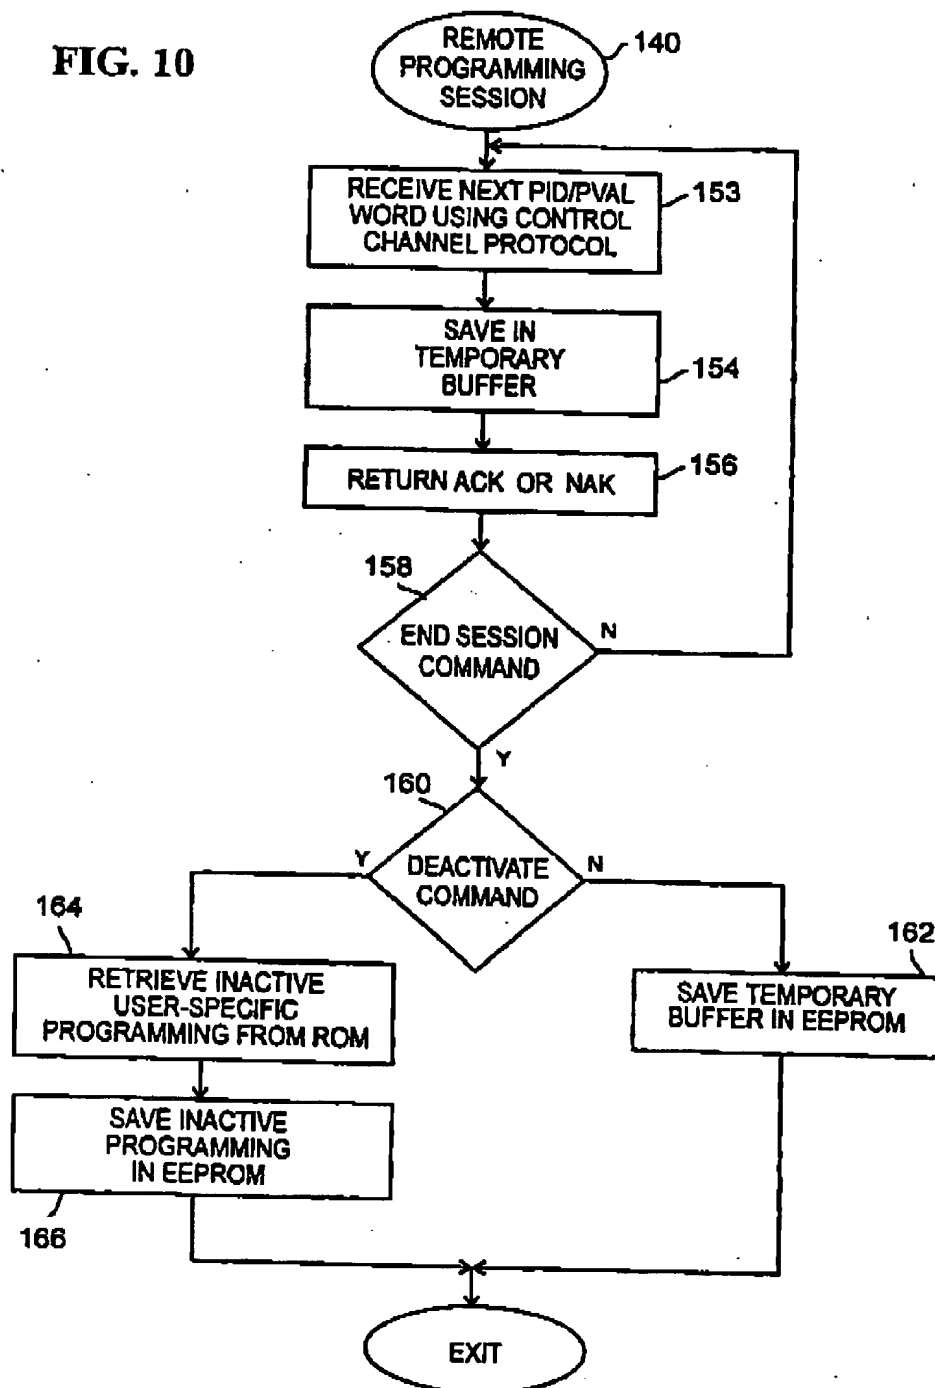 FIG. 10
REMOTE
PROGRAMMING
SESSION
140
RECEIVE NEXT PID/PVAL
WORD USING CONTROL
CHANNEL PROTOCOL
153
SAVE IN
TEMPORARY
BUFFER
154
RETURN ACK OR NAK
156
158
END SESSION
COMMAND
N
Y
160
DEACTIVATE
COMMAND
Y
N
164
RETRIEVE INACTIVE
USER-SPECIFIC
PROGRAMMING FROM ROM
162
SAVE TEMPORARY
BUFFER IN EEPROM
SAVE INACTIVE
PROGRAMMING
IN EEPROM
166
EXIT